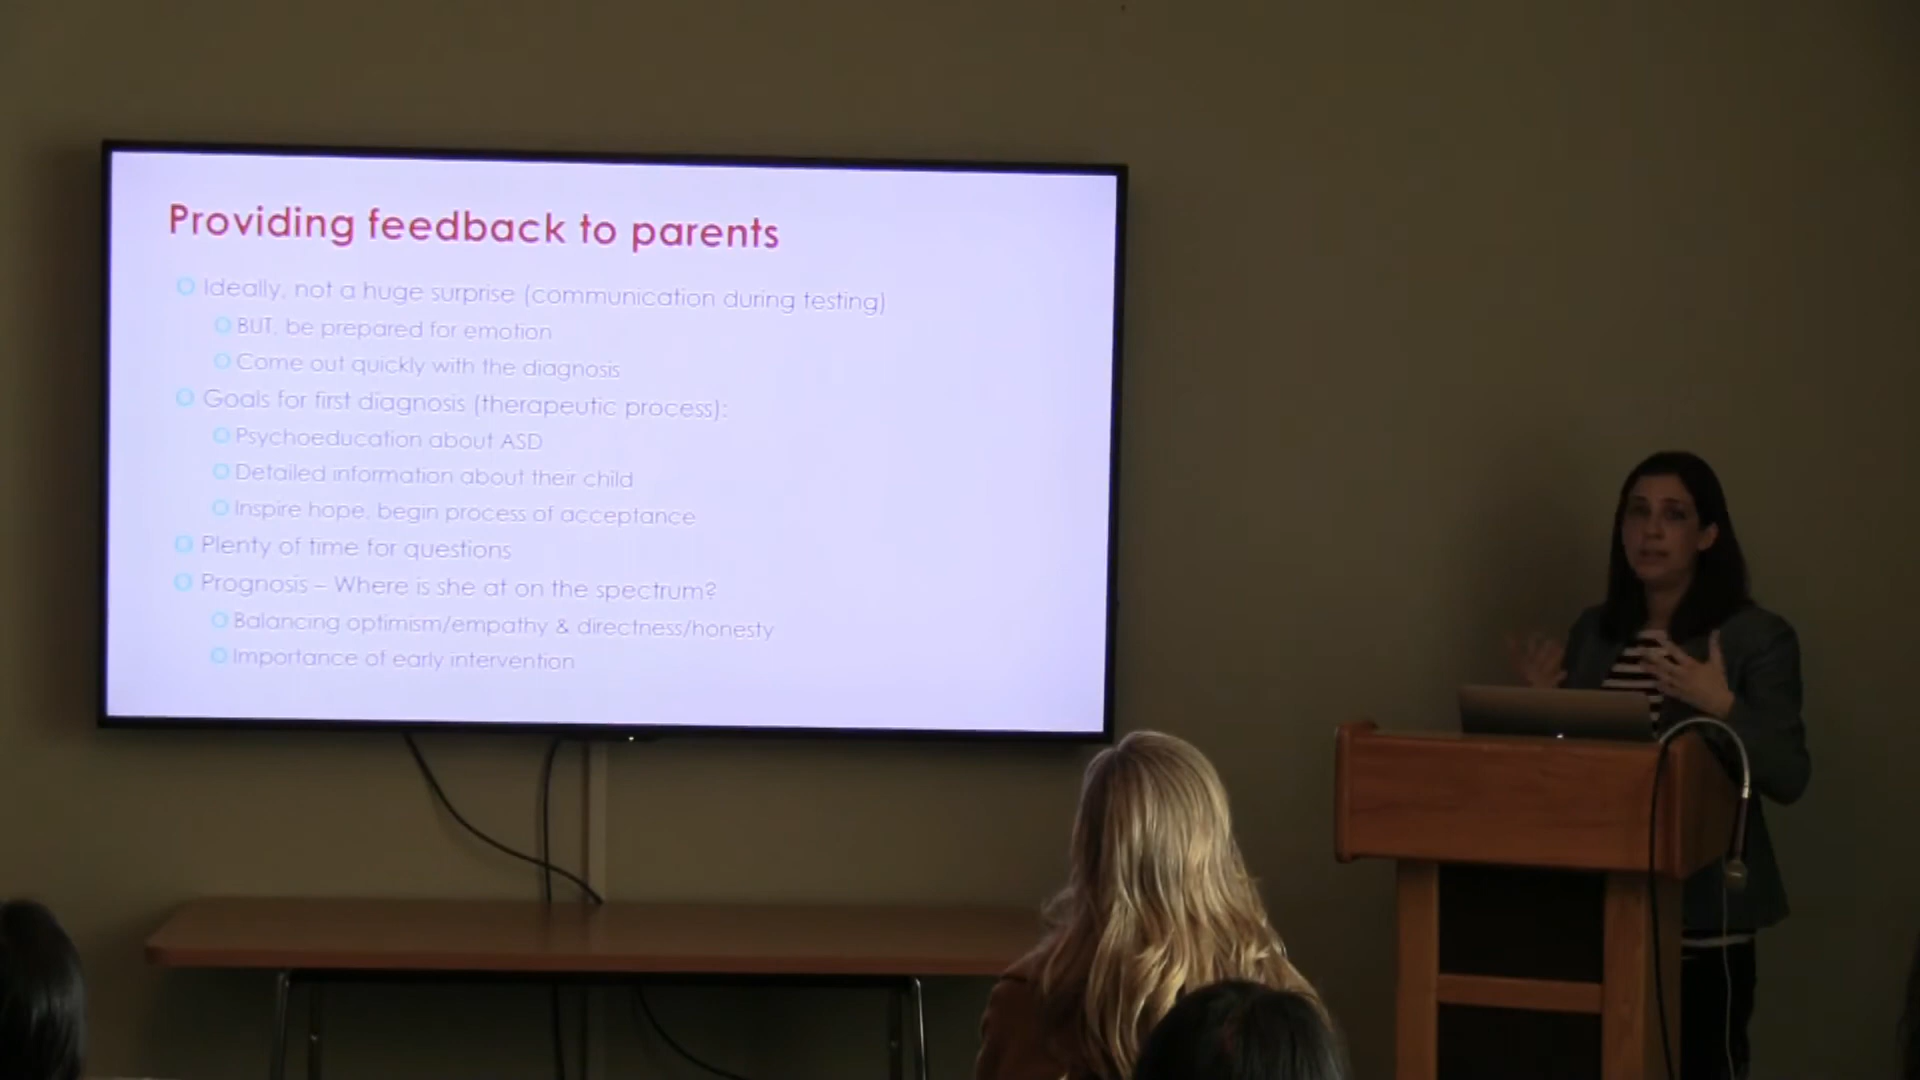 Providing feedback to parents
Ideally, not a huge surprise (communication during testing)
BUT, be prepared for emotion
Come out quickly with the diagnosis
Goals for first diagnosis (therapeutic process):
Psychoeducation about ASD
Detailed information about their child
Inspire hope, begin process of acceptance
Plenty of time for questions
Prognosis – Where is she at on the spectrum?
Balancing optimism/empathy & directness/honesty
Importance of early intervention